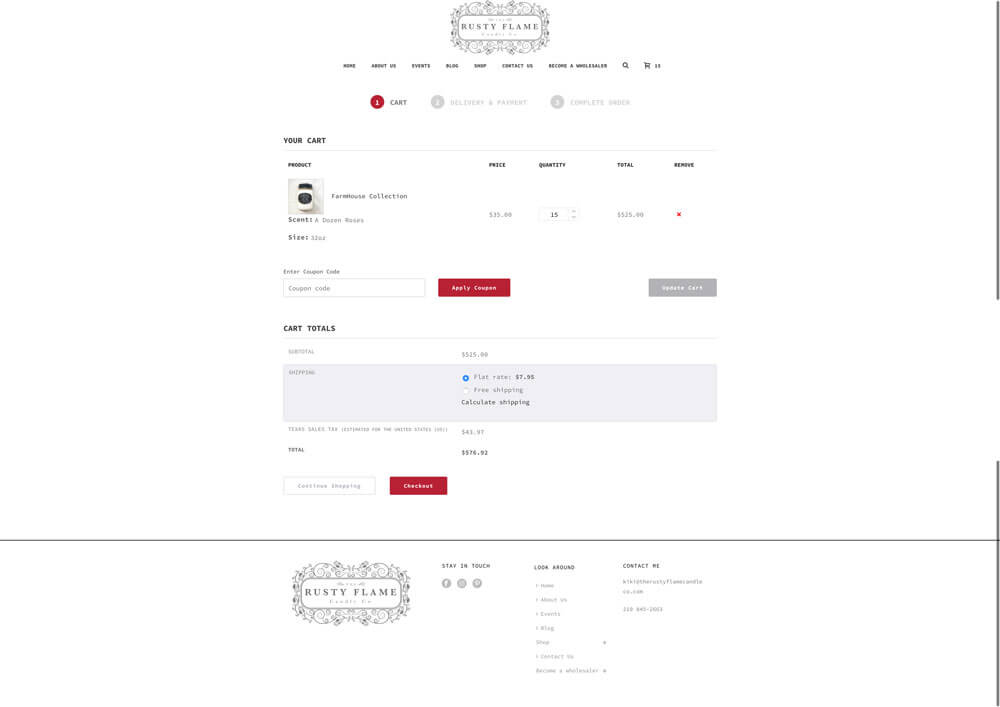 THE
RUSTY FLAME
Candle Co
HOME ABOUT US EVENTS BLOG SHOP CONTACT US BECOME A WHOLESALER 15
1 CART 2 DELIVERY & PAYMENT 3 COMPLETE ORDER
YOUR CART
PRODUCT PRICE QUANTITY TOTAL REMOVE
FarmHouse Collection
$35.00 15 $525.00 ×
Scent: A Dozen Roses
Size: 32oz
Enter Coupon Code
Coupon code Apply Coupon Update Cart
CART TOTALS
SUBTOTAL $525.00
SHIPPING Flat rate: $7.95
Free shipping
Calculate shipping
TEXAS SALES TAX (ESTIMATED FOR THE UNITED STATES (US)) $43.97
TOTAL $576.92
Continue Shopping Checkout
THE
RUSTY FLAME
Candle Co
STAY IN TOUCH
LOOK AROUND
Home
About Us
Events
Blog
Shop +
Contact Us
Become a wholesaler +
CONTACT ME
kiki@therustyflamecandle
co.com